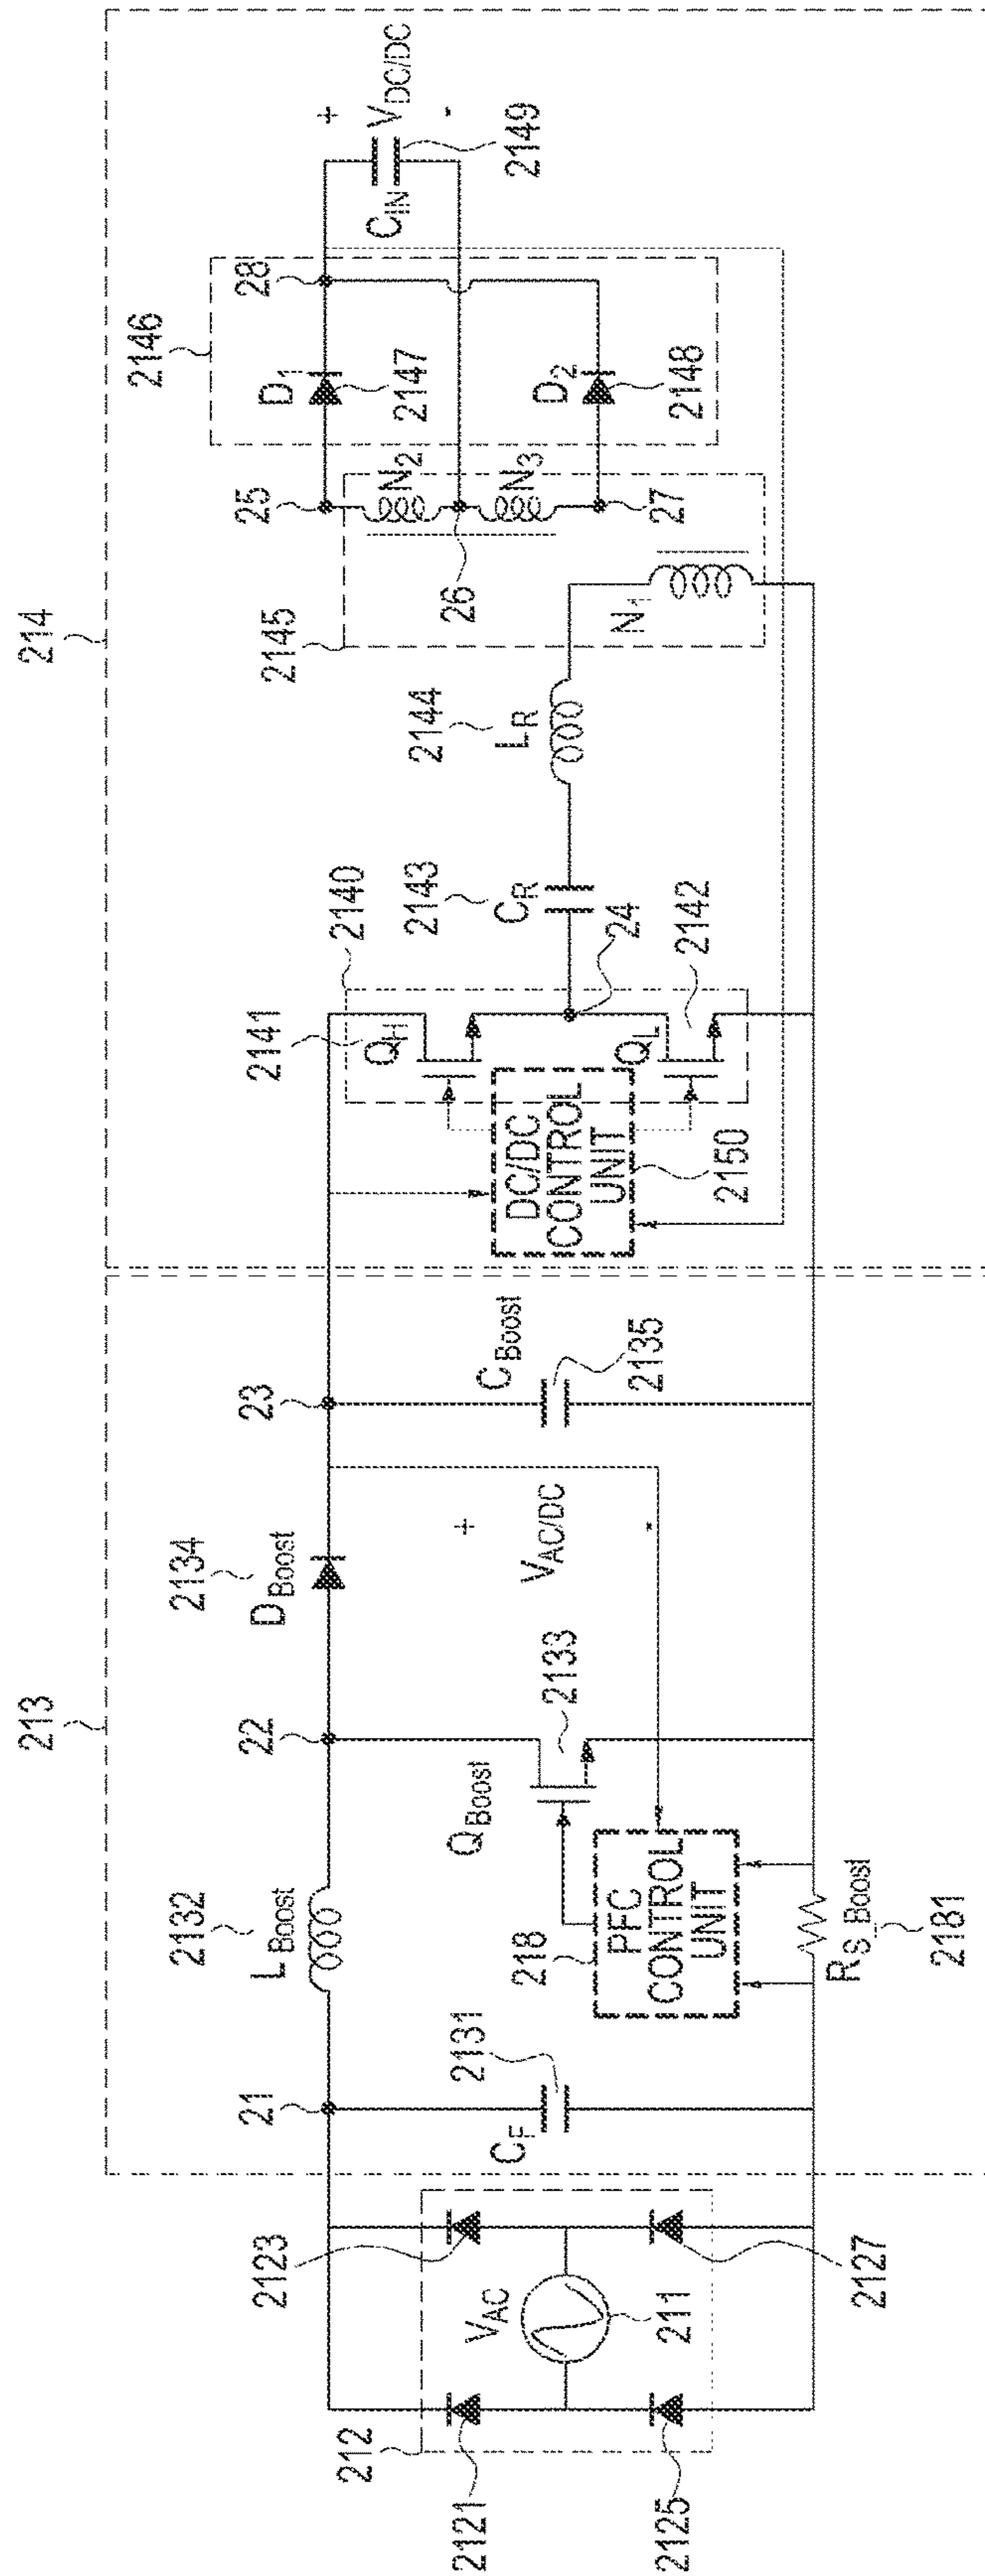 213
214
2132
L_Boost
2134
D_Boost
21
22
23
2123
212
2121
2125
2127
V_AC
211
C_F
2131
218
PFC
CONTROL
UNIT
Q_Boost
2133
+
V_AC/DC
-
R_S_Boost
2181
C_Boost
2135
2141
2140
Q_H
DC/DC
CONTROL
UNIT
2150
Q_L
2142
24
C_R
2143
L_R
2144
2145
N_1
25
26
27
N_2
N_3
2146
D_1
2147
D_2
2148
28
C_IN
+
V_DC/DC
-
2149